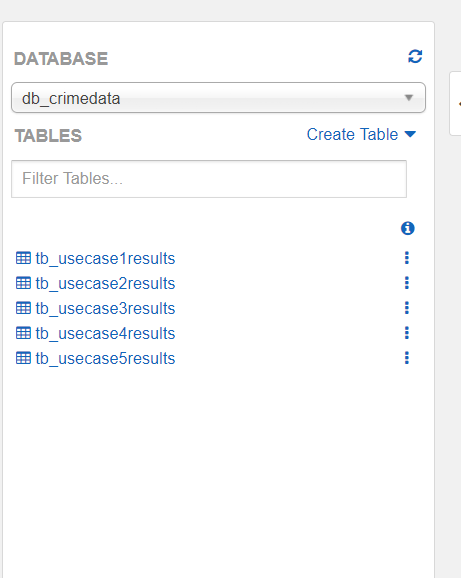 DATABASE
db_crimedata
TABLES Create Table
Filter Tables...
tb_usecase1results
tb_usecase2results
tb_usecase3results
tb_usecase4results
tb_usecase5results